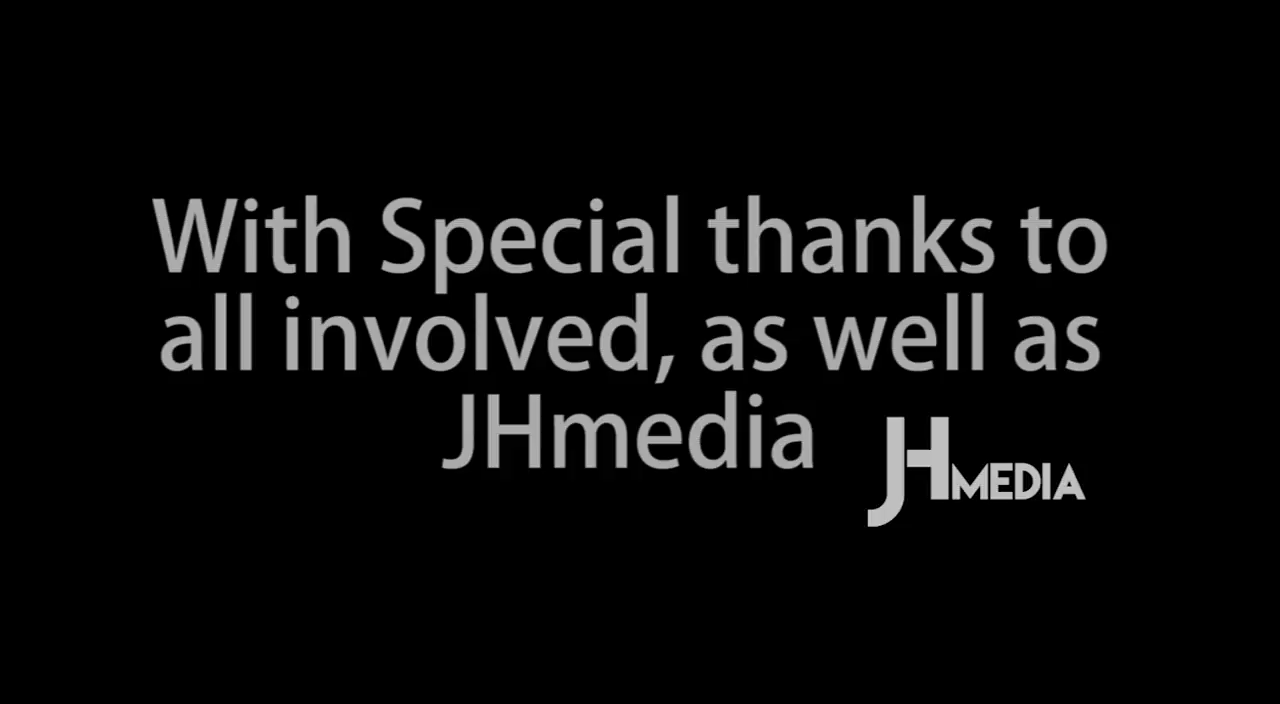 With Special thanks to
all involved, as well as
JHmedia
JHMEDIA